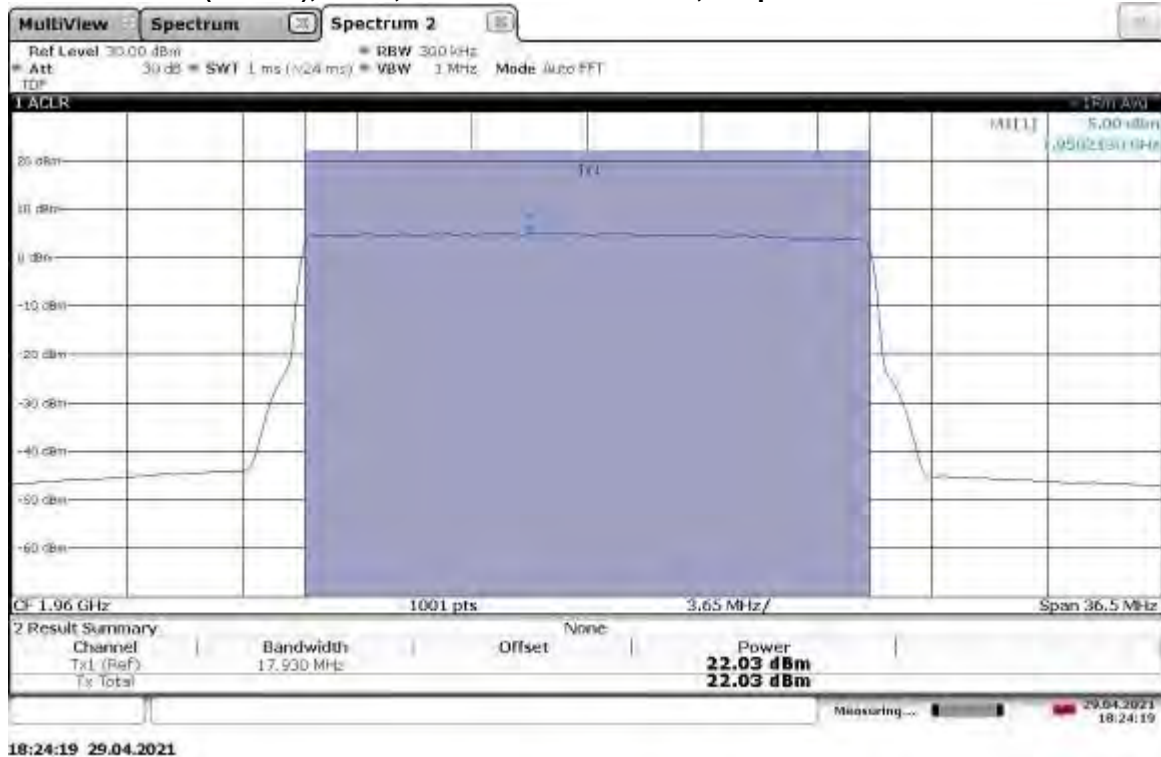 MultiView Spectrum Spectrum 2
Ref Level 30.00 dBm RBW 300 kHz
Att 30 dB SWT 1 ms (~24 ms) VBW 1 MHz Mode Auto FFT
TDF
1 ACLR 1Rm Avg
M1[1] 5.00 dBm
GHz
Tx1
20 dBm
10 dBm
0 dBm
-10 dBm
-20 dBm
-30 dBm
-40 dBm
-50 dBm
-60 dBm
CF 1.96 GHz 1001 pts 3.65 MHz/ Span 36.5 MHz
2 Result Summary None
Channel Bandwidth Offset Power
Tx1 (Ref) 17.930 MHz 22.03 dBm
Tx Total 22.03 dBm
Measuring... 29.04.2021
18:24:19
18:24:19 29.04.2021